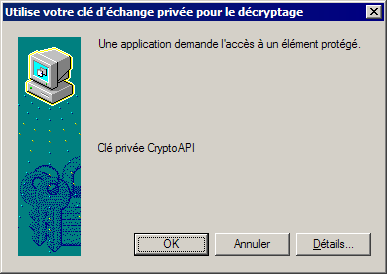 Utilise votre clé d'échange privée pour le décryptage
Une application demande l'accès à un élément protégé.
Clé privée CryptoAPI
OK
Annuler
Détails...